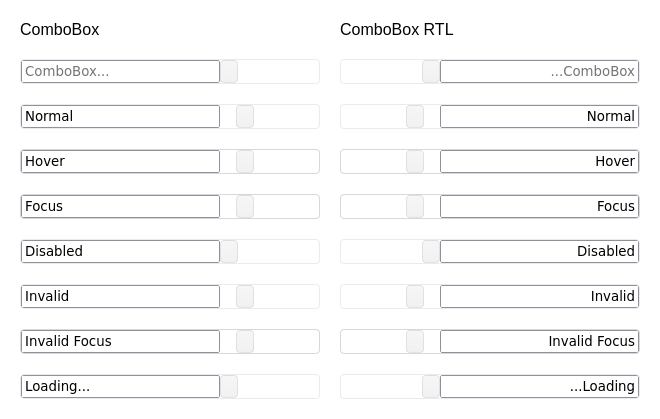 ComboBox
ComboBox RTL
ComboBox...
...ComboBox
Normal
Normal
Hover
Hover
Focus
Focus
Disabled
Disabled
Invalid
Invalid
Invalid Focus
Invalid Focus
Loading...
...Loading